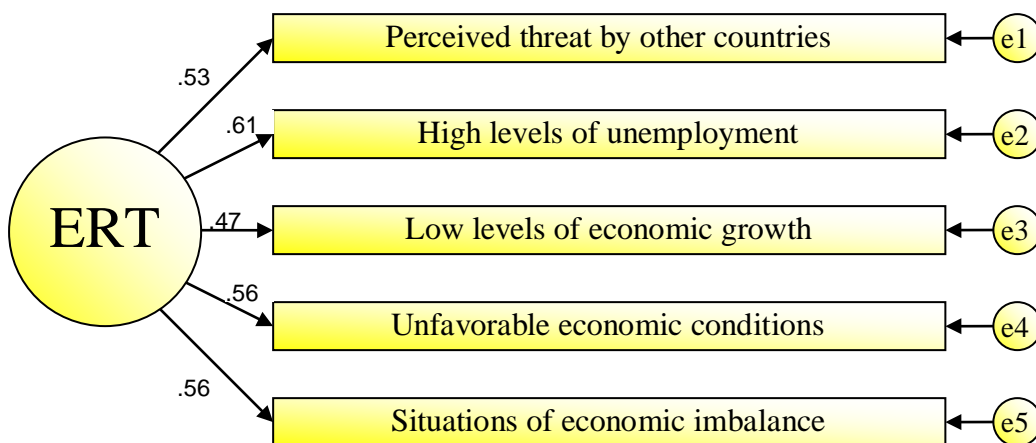 Perceived threat by other countries
e1
.53
.61
High levels of unemployment
e2
ERT
.47
Low levels of economic growth
e3
.56
Unfavorable economic conditions
e4
.56
Situations of economic imbalance
e5